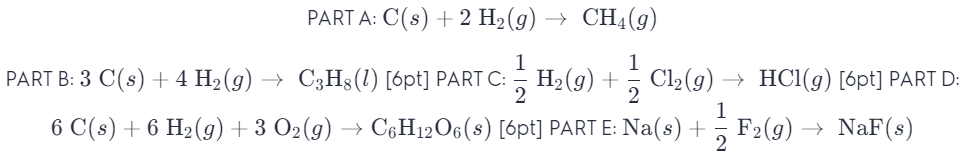 PART A: C(s) + 2 H₂(g) → CH₄(g)
PART B: 3 C(s) + 4 H₂(g) → C₃H₈(l) [6pt] PART C: 1/2 H₂(g) + 1/2 Cl₂(g) → HCl(g) [6pt] PART D:
6 C(s) + 6 H₂(g) + 3 O₂(g) → C₆H₁₂O₆(s) [6pt] PART E: Na(s) + 1/2 F₂(g) → NaF(s)